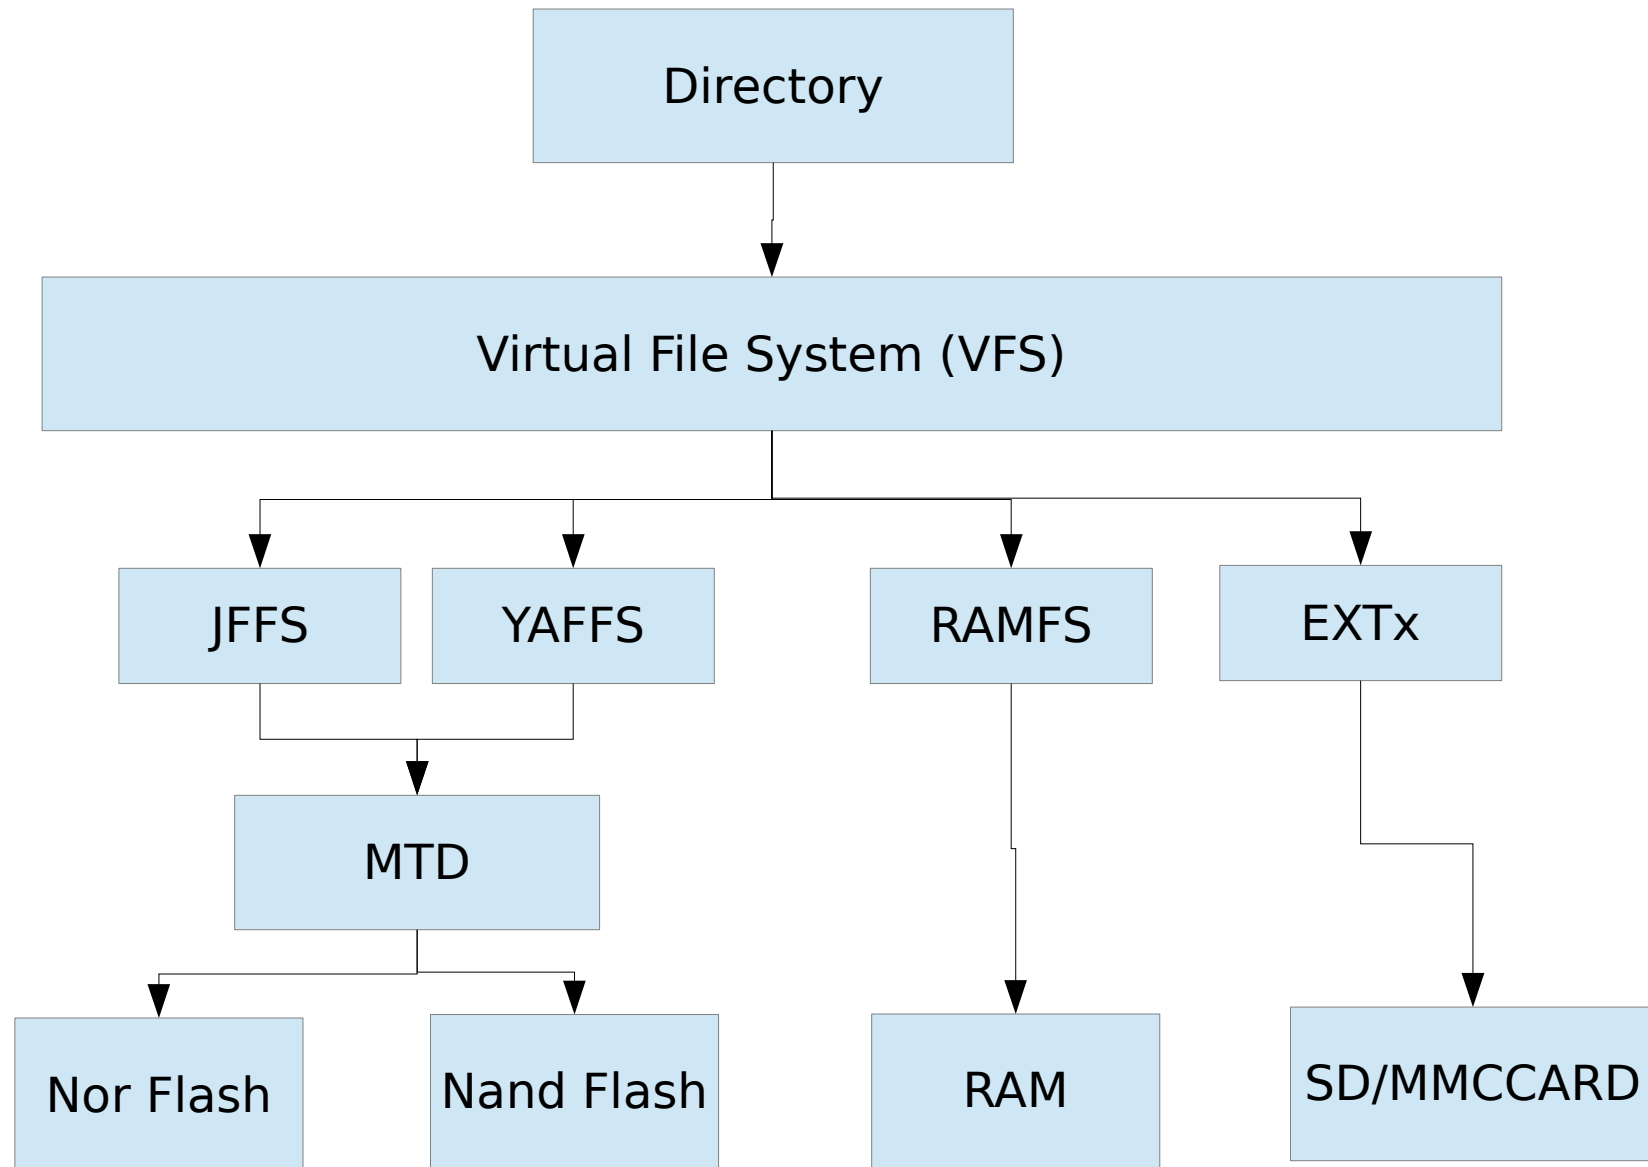 Directory
Virtual File System (VFS)
JFFS
YAFFS
RAMFS
EXTx
MTD
Nor Flash
Nand Flash
RAM
SD/MMCCARD